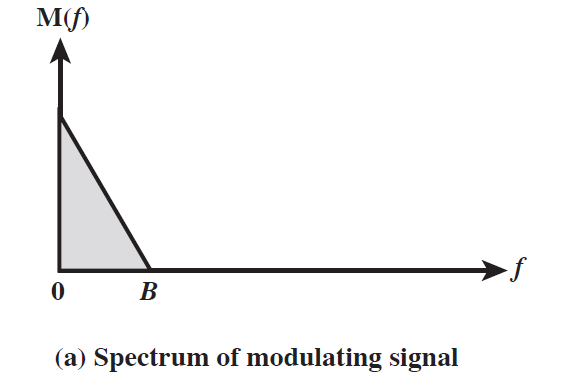 M(f)
f
0 B
(a) Spectrum of modulating signal